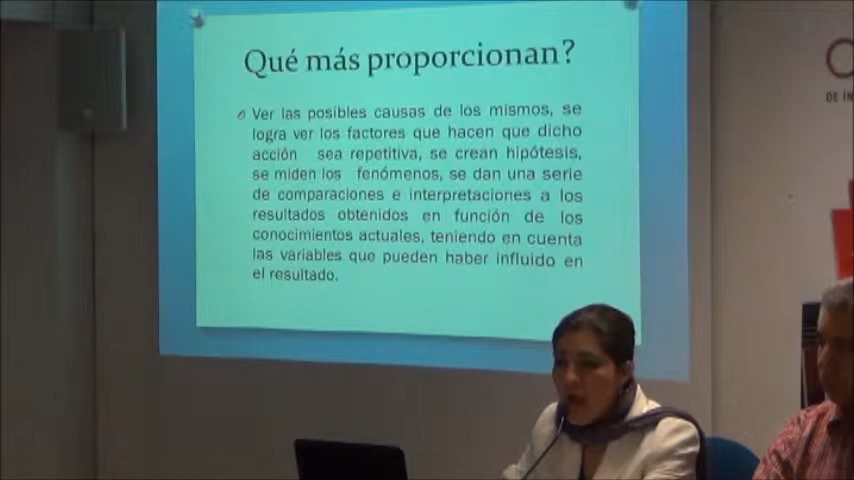 Qué más proporcionan?
Ver las posibles causas de los mismos, se
logra ver los factores que hacen que dicho
acción sea repetitiva, se crean hipótesis,
se miden los fenómenos, se dan una serie
de comparaciones e interpretaciones a los
resultados obtenidos en función de los
conocimientos actuales, teniendo en cuenta
las variables que pueden haber influido en
el resultado.
DE IN